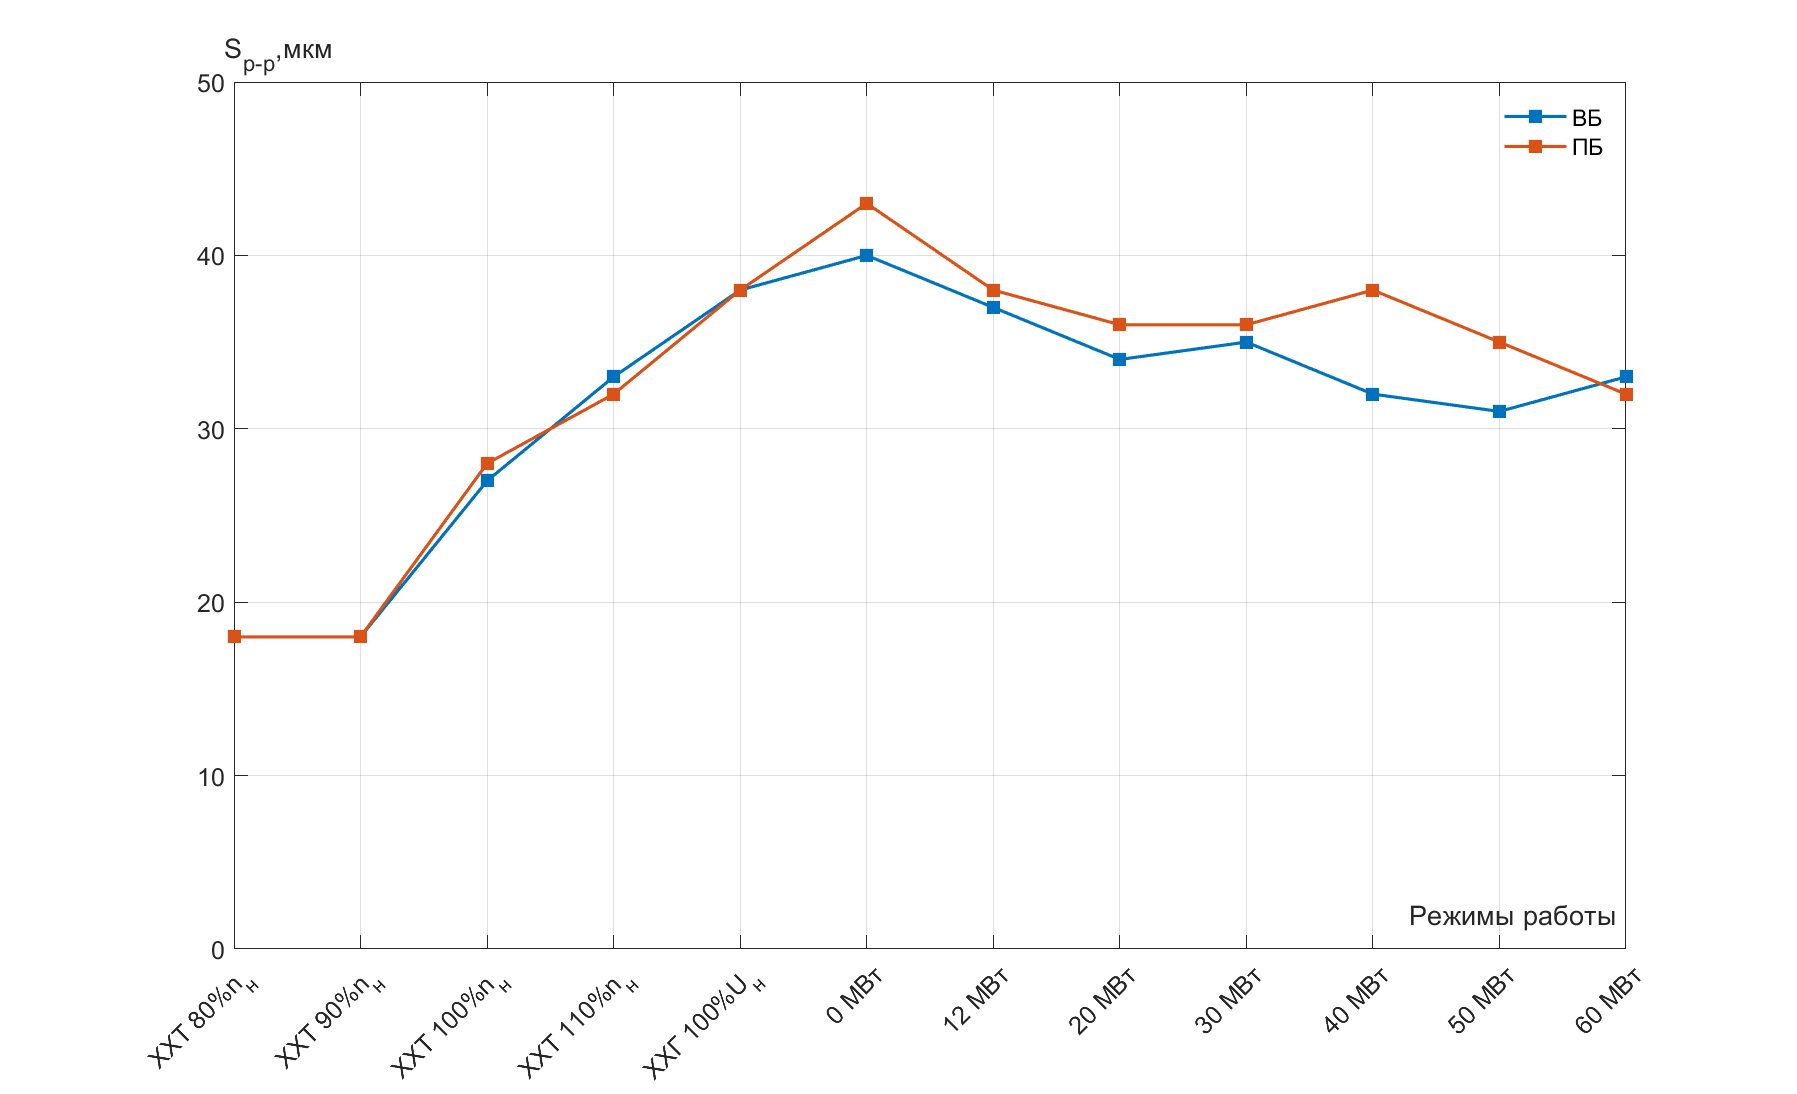 Sp-p,мкм
50
40
30
20
10
0
ВБ
ПБ
Режимы работы
ХХТ 80%nн
ХХТ 90%nн
ХХТ 100%nн
ХХТ 110%nн
ХХГ 100%Uн
0 МВт
12 МВт
20 МВт
30 МВт
40 МВт
50 МВт
60 МВт